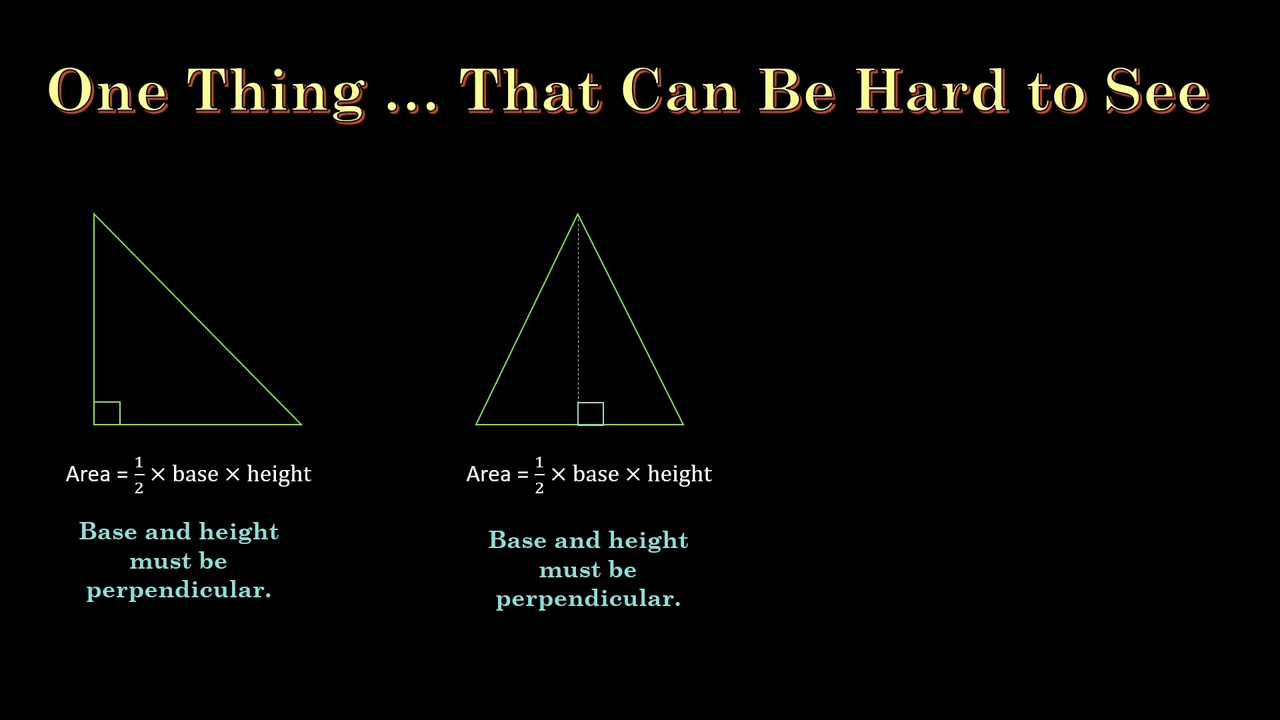 One Thing … That Can Be Hard to See
Area = 1/2 × base × height
Base and height
must be
perpendicular.
Area = 1/2 × base × height
Base and height
must be
perpendicular.